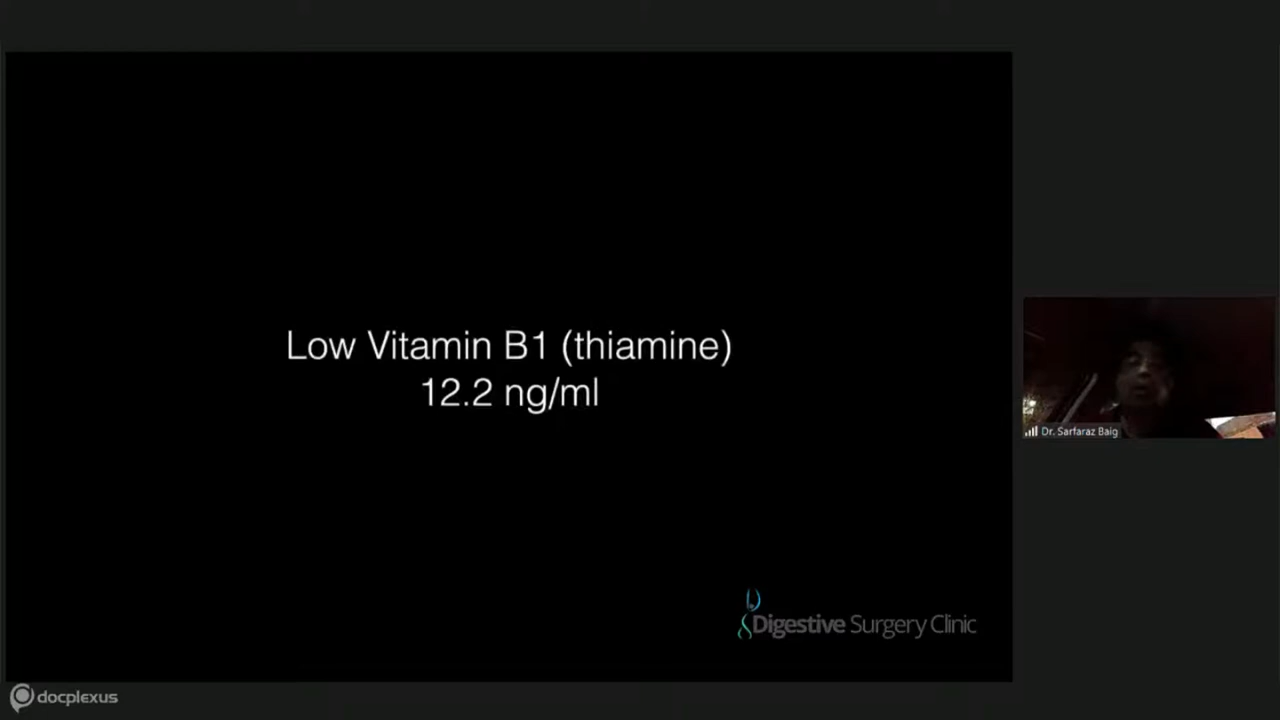 Low Vitamin B1 (thiamine)
12.2 ng/ml
Dr. Sarfaraz Baig
Digestive Surgery Clinic
docplexus